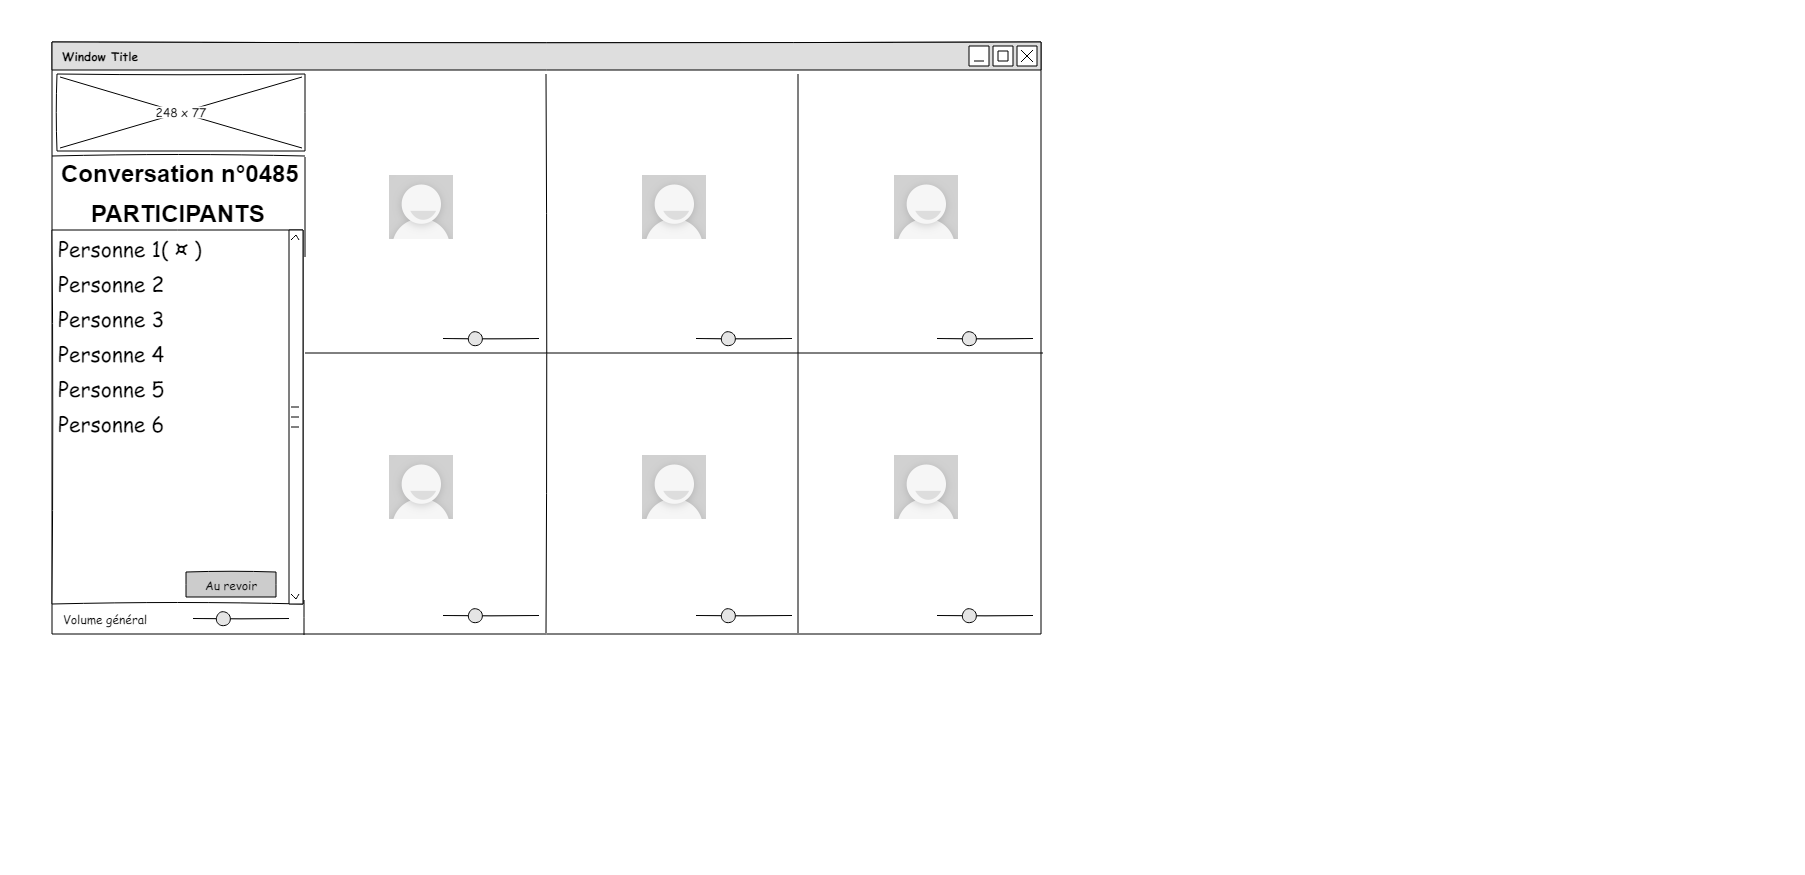 Window Title
248 x 77
Conversation n°0485
PARTICIPANTS
Personne 1( ¤ )
Personne 2
Personne 3
Personne 4
Personne 5
Personne 6
Au revoir
Volume général